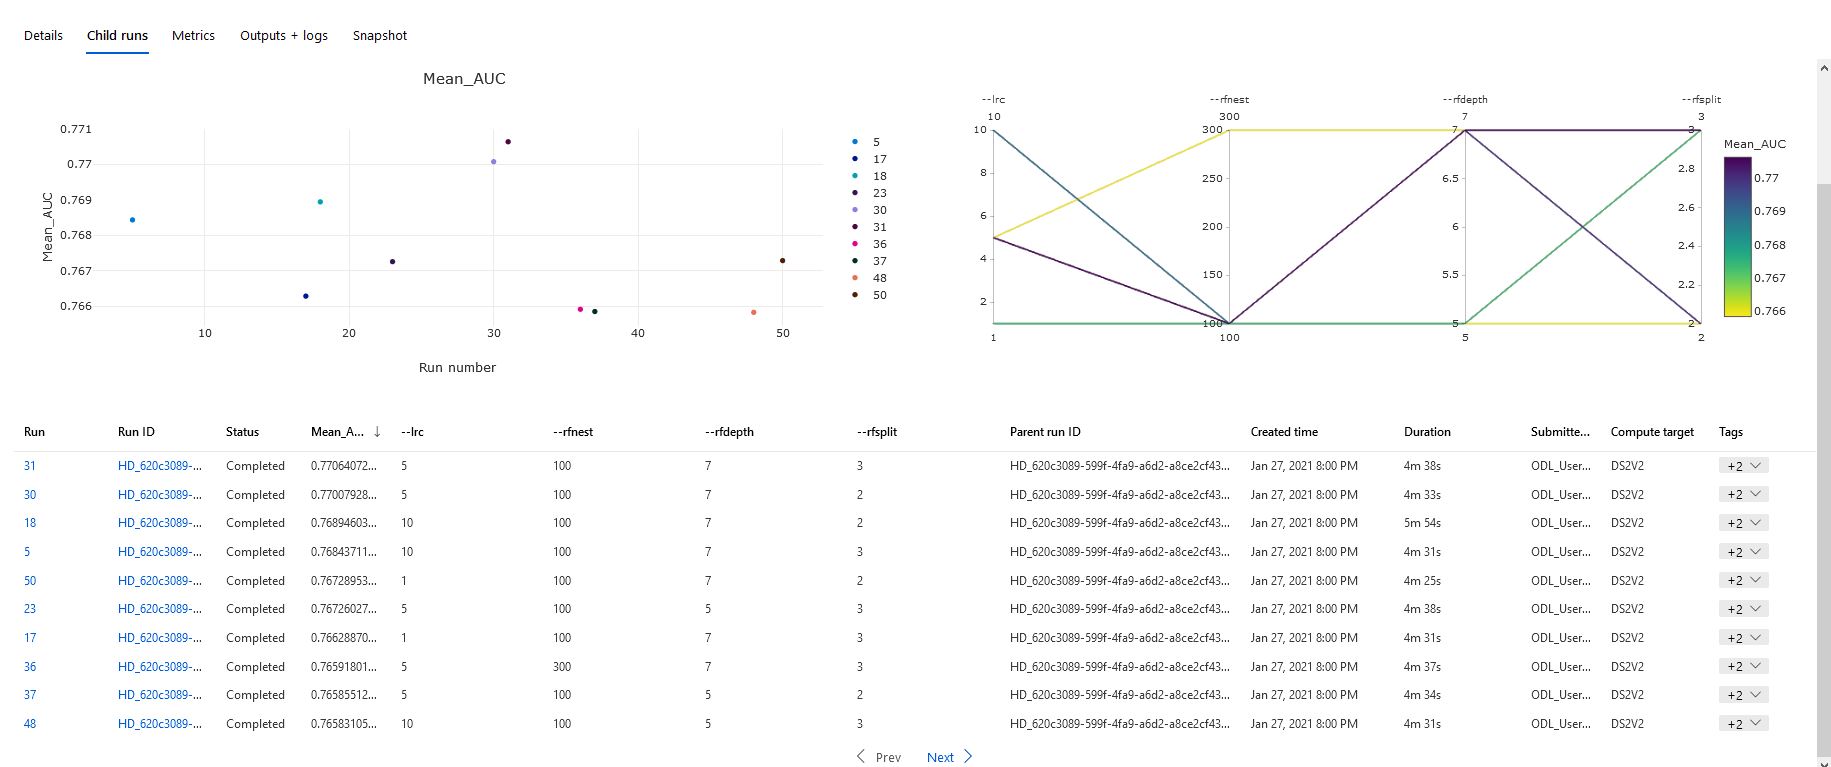 Details Child runs Metrics Outputs + logs Snapshot
Mean_AUC
0.771
0.77
0.769
0.768
0.767
0.766
Mean_AUC
10 20 30 40 50
Run number
5
17
18
23
30
31
36
37
48
50
--lrc --rfnest --rfdepth --rfsplit
10 300 7 3
10
8
6
4
2
1
300
250
200
150
100
100
7
6.5
6
5.5
5
5
3
2.8
2.6
2.4
2.2
2
2
Mean_AUC
0.77
0.769
0.768
0.767
0.766
Run Run ID Status Mean_A... ↓ --lrc --rfnest --rfdepth --rfsplit Parent run ID Created time Duration Submitte... Compute target Tags
31 HD_620c3089-... Completed 0.77064072... 5 100 7 3 HD_620c3089-599f-4fa9-a6d2-a8ce2cf43... Jan 27, 2021 8:00 PM 4m 38s ODL_User... DS2V2 +2
30 HD_620c3089-... Completed 0.77007928... 5 100 7 2 HD_620c3089-599f-4fa9-a6d2-a8ce2cf43... Jan 27, 2021 8:00 PM 4m 33s ODL_User... DS2V2 +2
18 HD_620c3089-... Completed 0.76894603... 10 100 7 2 HD_620c3089-599f-4fa9-a6d2-a8ce2cf43... Jan 27, 2021 8:00 PM 5m 54s ODL_User... DS2V2 +2
5 HD_620c3089-... Completed 0.76843711... 10 100 7 3 HD_620c3089-599f-4fa9-a6d2-a8ce2cf43... Jan 27, 2021 8:00 PM 4m 31s ODL_User... DS2V2 +2
50 HD_620c3089-... Completed 0.76728953... 1 100 7 2 HD_620c3089-599f-4fa9-a6d2-a8ce2cf43... Jan 27, 2021 8:00 PM 4m 25s ODL_User... DS2V2 +2
23 HD_620c3089-... Completed 0.76726027... 5 100 5 3 HD_620c3089-599f-4fa9-a6d2-a8ce2cf43... Jan 27, 2021 8:00 PM 4m 38s ODL_User... DS2V2 +2
17 HD_620c3089-... Completed 0.76628870... 1 100 7 3 HD_620c3089-599f-4fa9-a6d2-a8ce2cf43... Jan 27, 2021 8:00 PM 4m 31s ODL_User... DS2V2 +2
36 HD_620c3089-... Completed 0.76591801... 5 300 7 3 HD_620c3089-599f-4fa9-a6d2-a8ce2cf43... Jan 27, 2021 8:00 PM 4m 37s ODL_User... DS2V2 +2
37 HD_620c3089-... Completed 0.76585512... 5 100 5 2 HD_620c3089-599f-4fa9-a6d2-a8ce2cf43... Jan 27, 2021 8:00 PM 4m 34s ODL_User... DS2V2 +2
48 HD_620c3089-... Completed 0.76583105... 10 100 5 3 HD_620c3089-599f-4fa9-a6d2-a8ce2cf43... Jan 27, 2021 8:00 PM 4m 31s ODL_User... DS2V2 +2
Prev Next